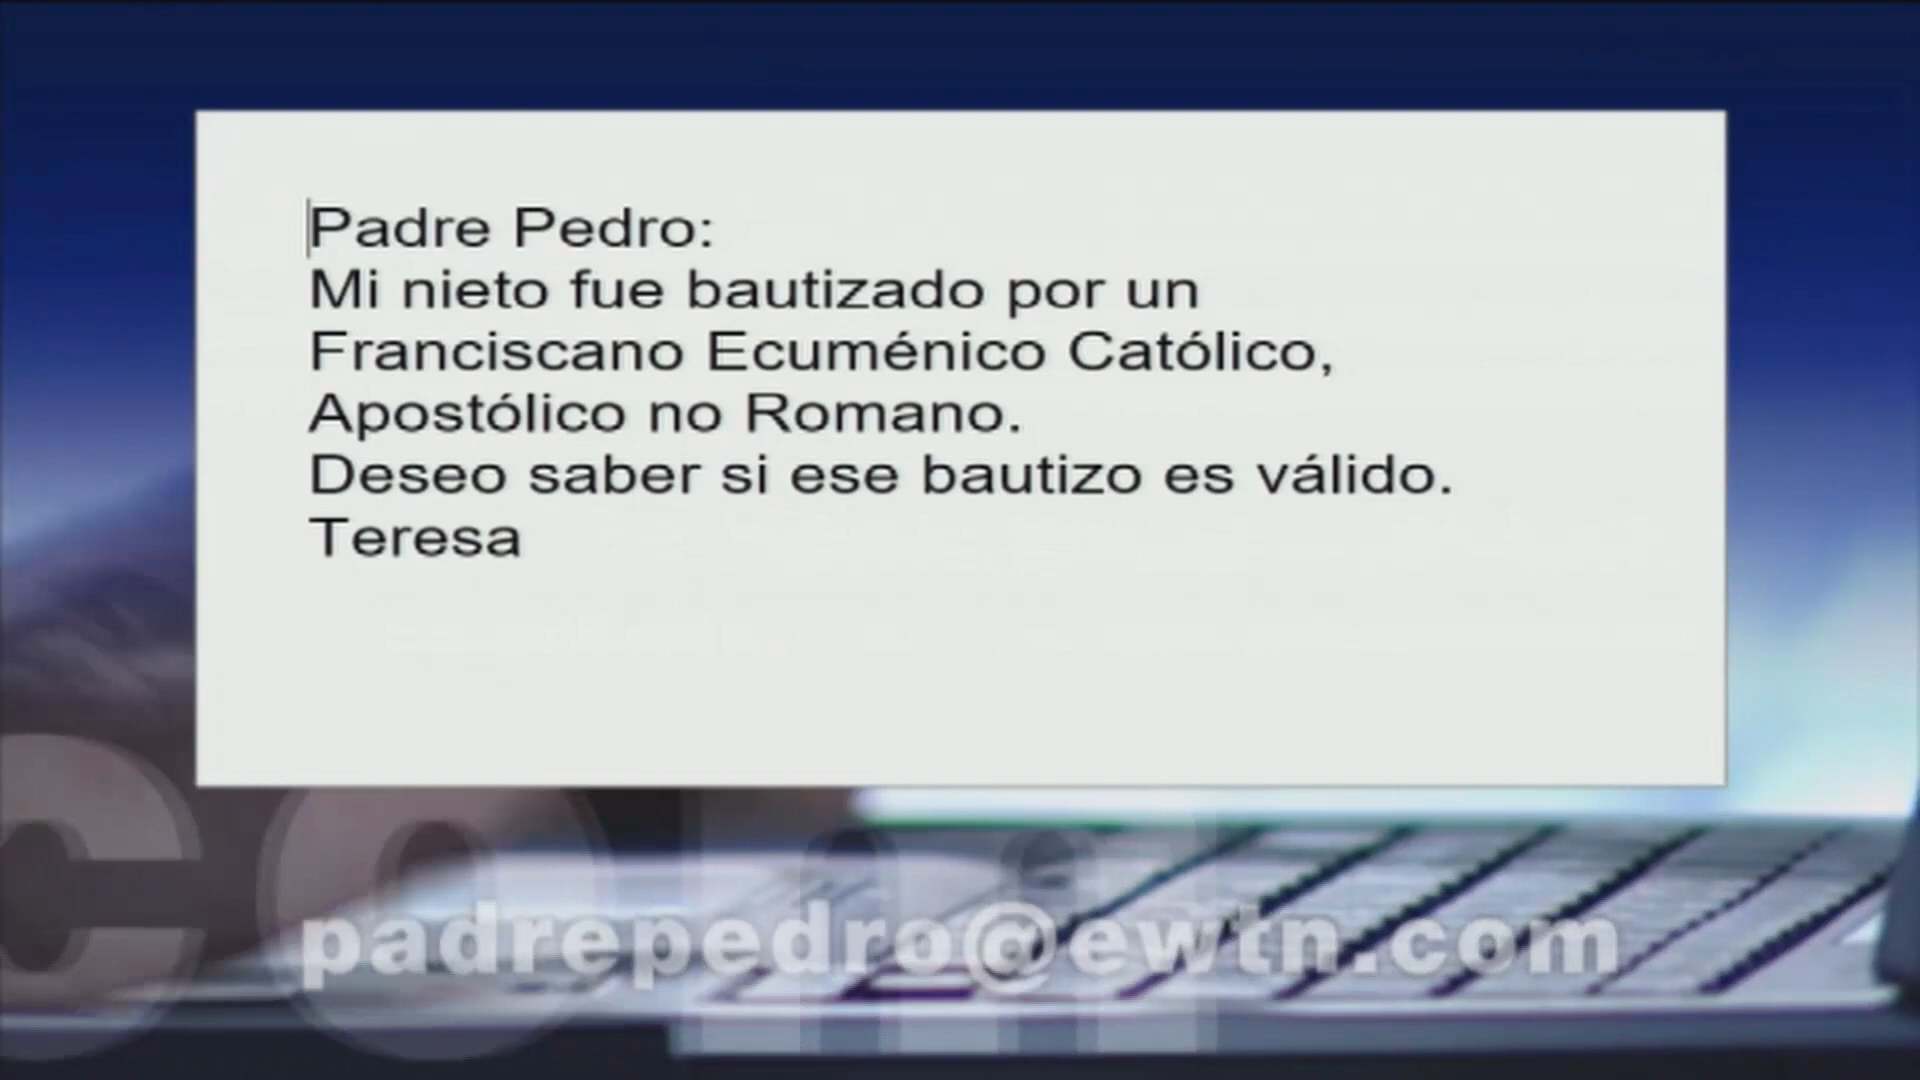 Padre Pedro:
Mi nieto fue bautizado por un
Franciscano Ecuménico Católico,
Apostólico no Romano.
Deseo saber si ese bautizo es válido.
Teresa
com
padrepedro@ewtn.com